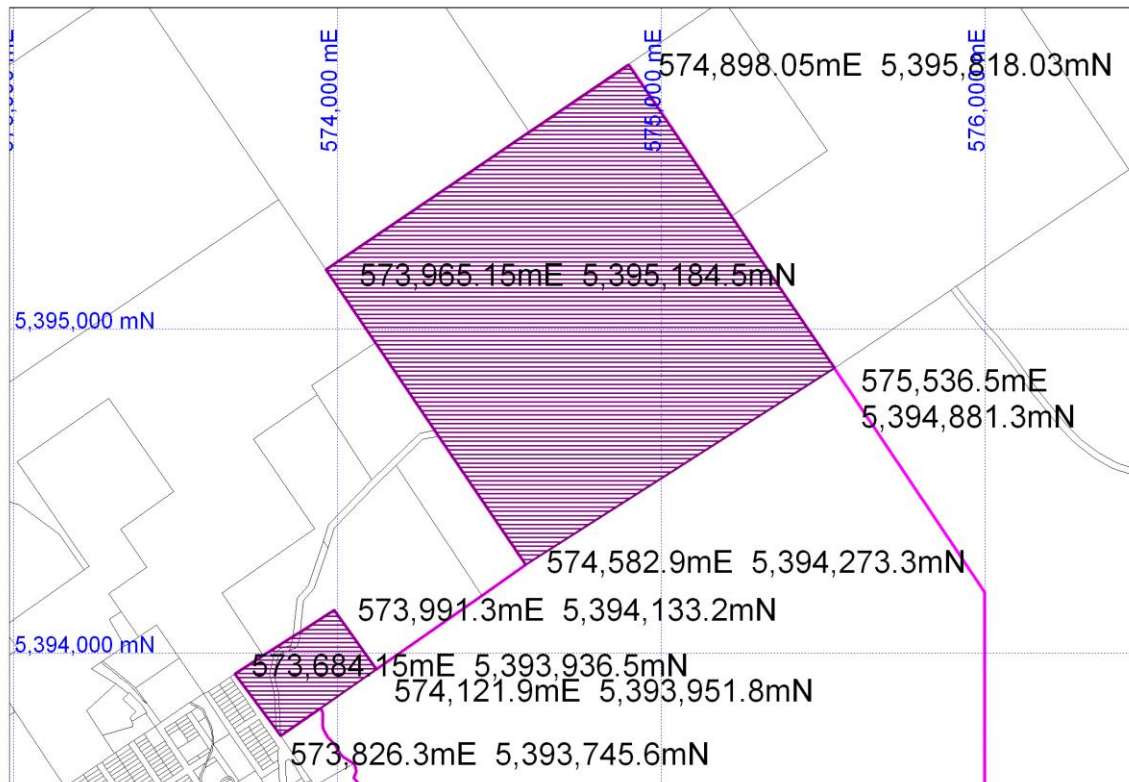 574,000 mE
575,000 mE
576,000 mE
574,898.05mE 5,395,818.03mN
573,965.15mE 5,395,184.5mN
5,395,000 mN
575,536.5mE
5,394,881.3mN
574,582.9mE 5,394,273.3mN
573,991.3mE 5,394,133.2mN
5,394,000 mN
573,684.15mE 5,393,936.5mN
574,121.9mE 5,393,951.8mN
573,826.3mE 5,393,745.6mN